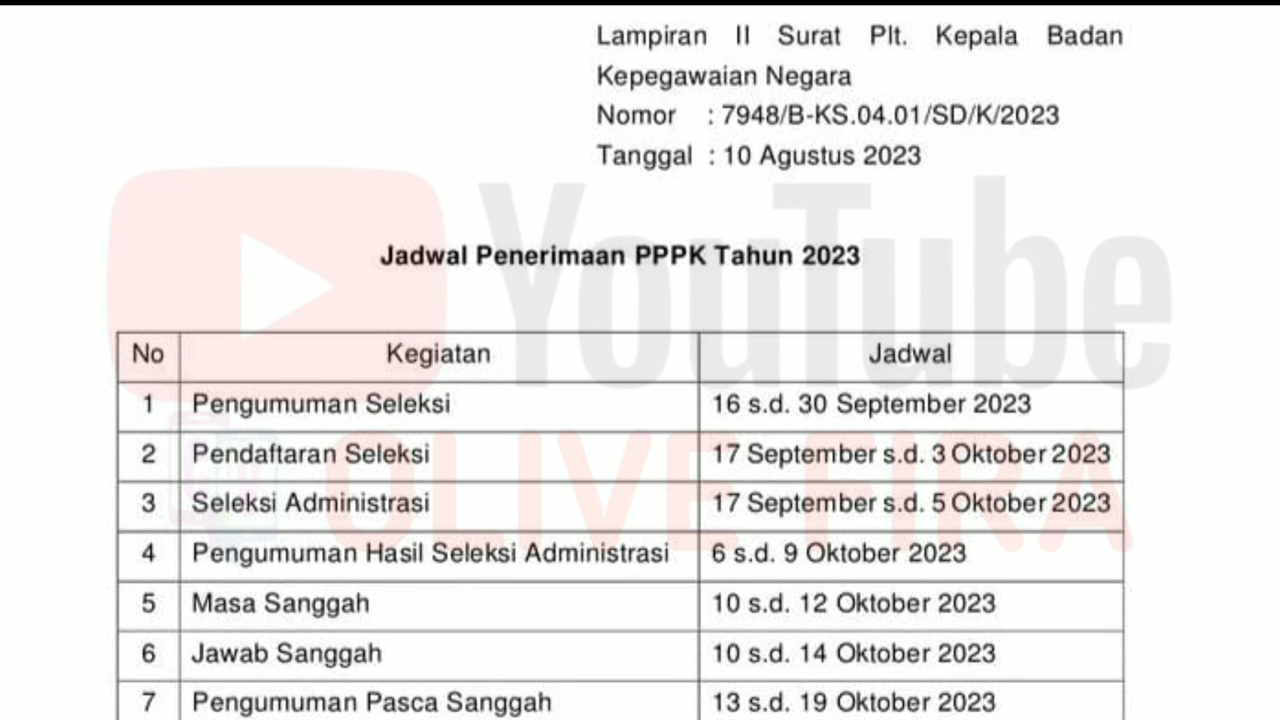 Lampiran II Surat Plt. Kepala Badan
Kepegawaian Negara
Nomor : 7948/B-KS.04.01/SD/K/2023
Tanggal : 10 Agustus 2023
YouTube
Jadwal Penerimaan PPPK Tahun 2023
No Kegiatan Jadwal
1 Pengumuman Seleksi 16 s.d. 30 September 2023
2 Pendaftaran Seleksi 17 September s.d. 3 Oktober 2023
OLIVE FIRA
3 Seleksi Administrasi 17 September s.d. 5 Oktober 2023
4 Pengumuman Hasil Seleksi Administrasi 6 s.d. 9 Oktober 2023
5 Masa Sanggah 10 s.d. 12 Oktober 2023
6 Jawab Sanggah 10 s.d. 14 Oktober 2023
7 Pengumuman Pasca Sanggah 13 s.d. 19 Oktober 2023